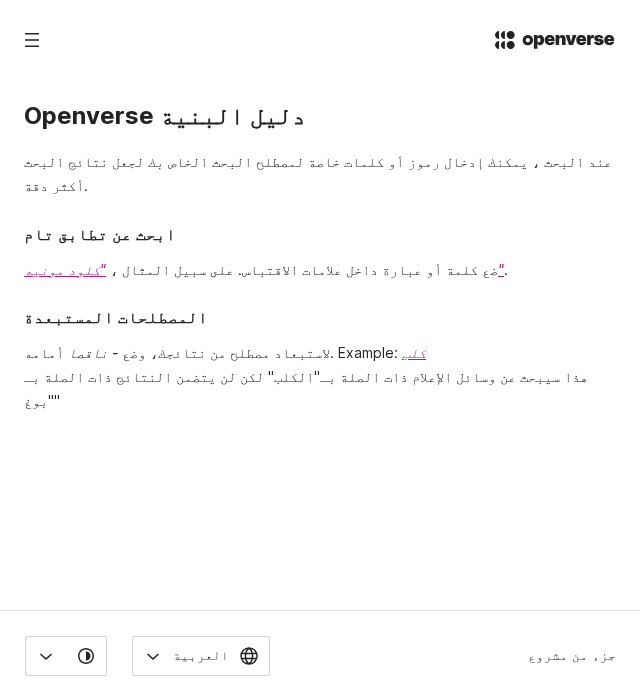 openverse
دليل البنية Openverse
عند البحث ، يمكنك إدخال رموز أو كلمات خاصة لمصطلح البحث الخاص بك لجعل نتائج البحث
أكثر دقة.
ابحث عن تطابق تام
ضع كلمة أو عبارة داخل علامات الاقتباس. على سبيل المثال ، "كلود مونيه".
المصطلحات المستبعدة
لاستبعاد مصطلح من نتائجك، وضع - ناقصا أمامه. Example: كلب
هذا سيبحث عن وسائل الإعلام ذات الصلة بـ"الكلب" لكن لن يتضمن النتائج ذات الصلة بـ
"بوغ""
العربية
جزء من مشروع